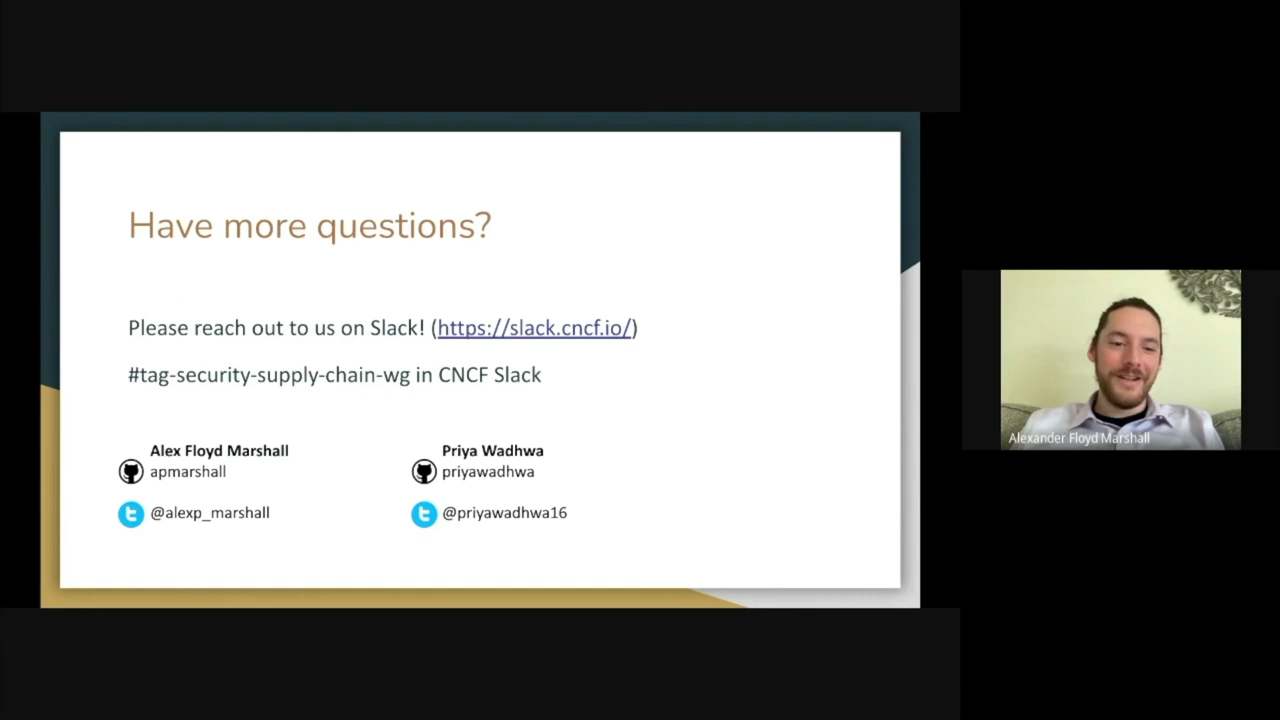 Have more questions?
Please reach out to us on Slack! (https://slack.cncf.io/)
#tag-security-supply-chain-wg in CNCF Slack
Alex Floyd Marshall
apmarshall
@alexp_marshall
Priya Wadhwa
priyawadhwa
@priyawadhwa16
Alexander Floyd Marshall